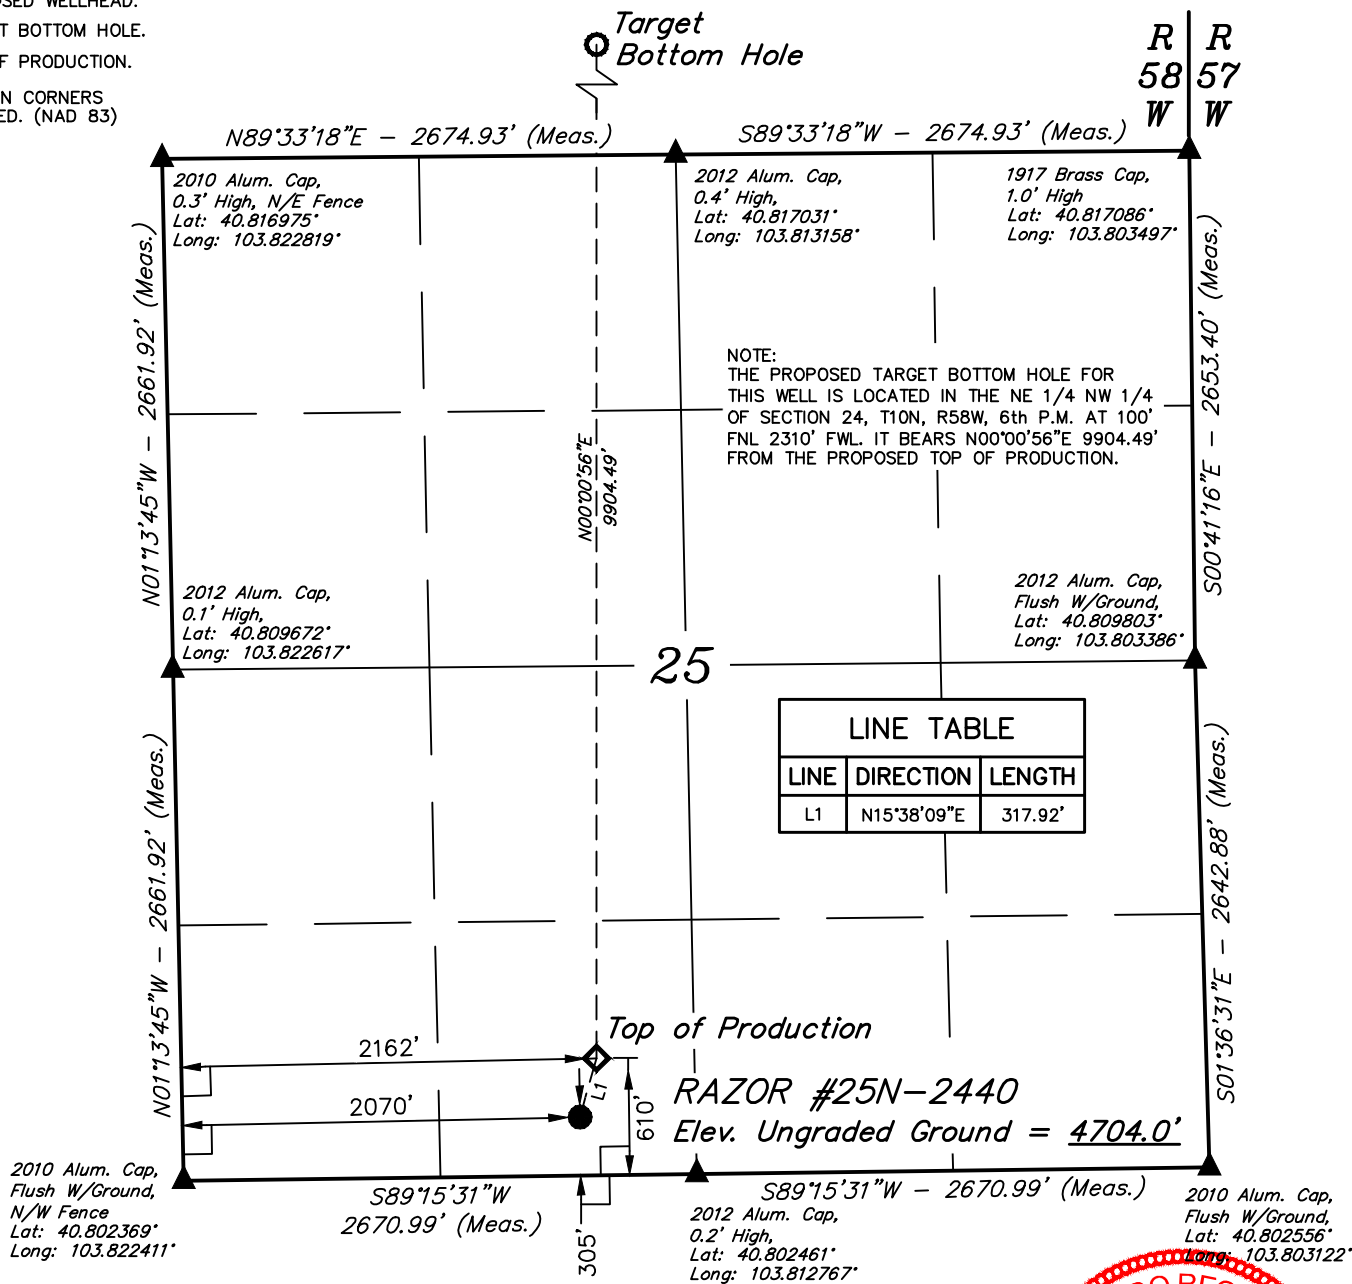 WELLHEAD.
T BOTTOM HOLE.
F PRODUCTION.
N CORNERS
ED. (NAD 83)
Target
Bottom Hole
R R
58 57
W W
N89°33'18"E - 2674.93' (Meas.)
S89°33'18"W - 2674.93' (Meas.)
2010 Alum. Cap,
0.3' High, N/E Fence
Lat: 40.816975°
Long: 103.822819°
2012 Alum. Cap,
0.4' High,
Lat: 40.817031°
Long: 103.813158°
1917 Brass Cap,
1.0' High
Lat: 40.817086°
Long: 103.803497°
N01°13'45"W - 2661.92' (Meas.)
S00°41'16"E - 2653.40' (Meas.)
NOTE:
THE PROPOSED TARGET BOTTOM HOLE FOR
THIS WELL IS LOCATED IN THE NE 1/4 NW 1/4
OF SECTION 24, T10N, R58W, 6th P.M. AT 100'
FNL 2310' FWL. IT BEARS N00°00'56"E 9904.49'
FROM THE PROPOSED TOP OF PRODUCTION.
N00°00'56"E
9904.49'
2012 Alum. Cap,
0.1' High,
Lat: 40.809672°
Long: 103.822617°
2012 Alum. Cap,
Flush W/Ground,
Lat: 40.809803°
Long: 103.803386°
25
LINE TABLE
LINE DIRECTION LENGTH
L1 N15°38'09"E 317.92'
N01°13'45"W - 2661.92' (Meas.)
S01°36'31"E - 2642.88' (Meas.)
Top of Production
2162'
L1
2070'
610'
RAZOR #25N-2440
Elev. Ungraded Ground = 4704.0'
2010 Alum. Cap,
Flush W/Ground,
N/W Fence
Lat: 40.802369°
Long: 103.822411°
S89°15'31"W
2670.99' (Meas.)
305'
S89°15'31"W - 2670.99' (Meas.)
2012 Alum. Cap,
0.2' High,
Lat: 40.802461°
Long: 103.812767°
2010 Alum. Cap,
Flush W/Ground,
Lat: 40.802556°
Long: 103.803122°